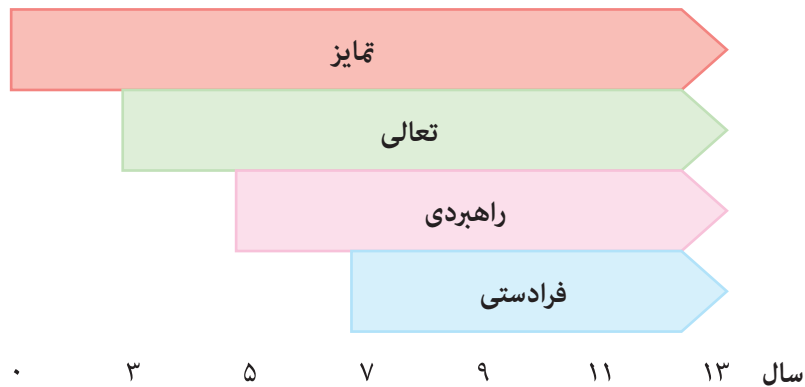 تمایز
تعالی
راهبردی
فرادستی
۰ ۳ ۵ ۷ ۹ ۱۱ ۱۳ سال